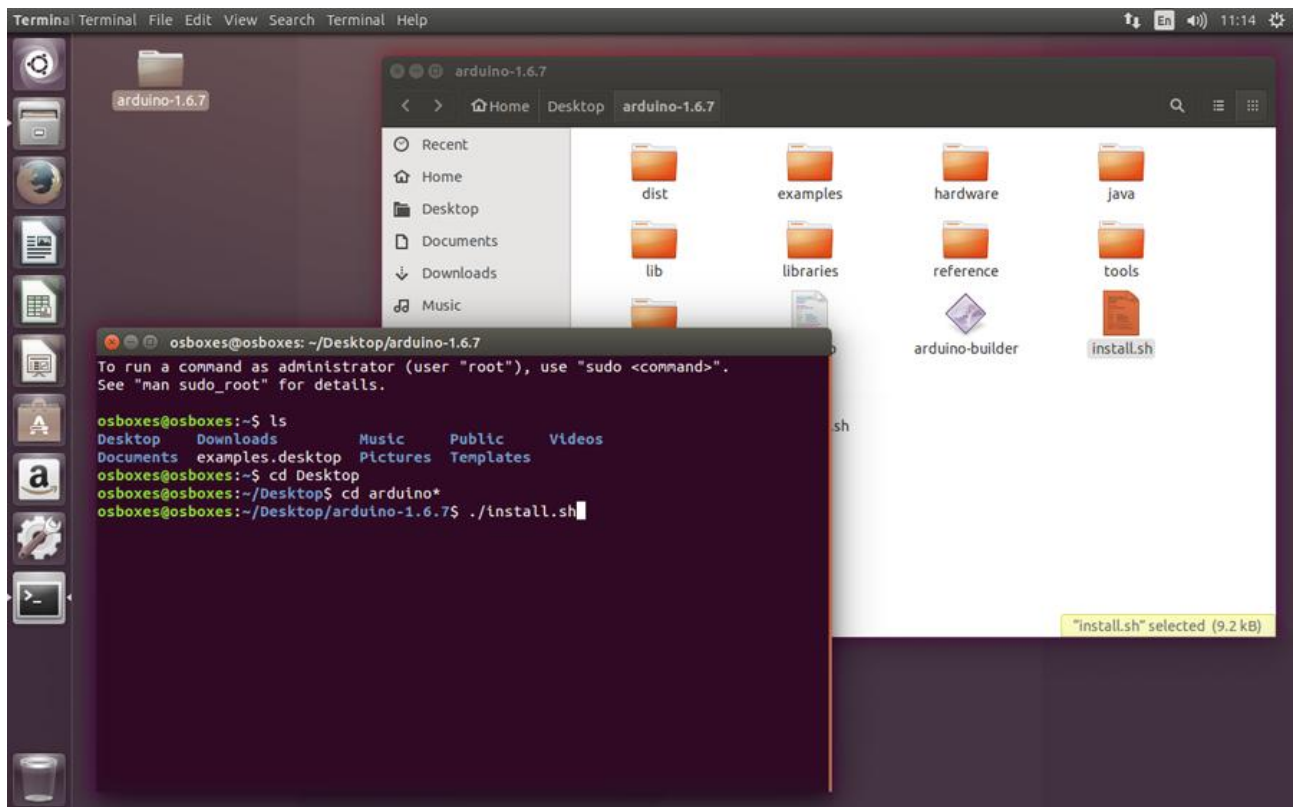 Terminal Terminal File Edit View Search Terminal Help En 11:14
arduino-1.6.7
arduino-1.6.7
Home Desktop arduino-1.6.7
Recent
Home
Desktop
Documents
Downloads
Music
dist examples hardware java
lib libraries reference tools
arduino-builder install.sh
.sh
"install.sh" selected (9.2 kB)
osboxes@osboxes: ~/Desktop/arduino-1.6.7
To run a command as administrator (user "root"), use "sudo <command>".
See "man sudo_root" for details.
osboxes@osboxes:~$ ls
Desktop Downloads Music Public Videos
Documents examples.desktop Pictures Templates
osboxes@osboxes:~$ cd Desktop
osboxes@osboxes:~/Desktop$ cd arduino*
osboxes@osboxes:~/Desktop/arduino-1.6.7$ ./install.sh